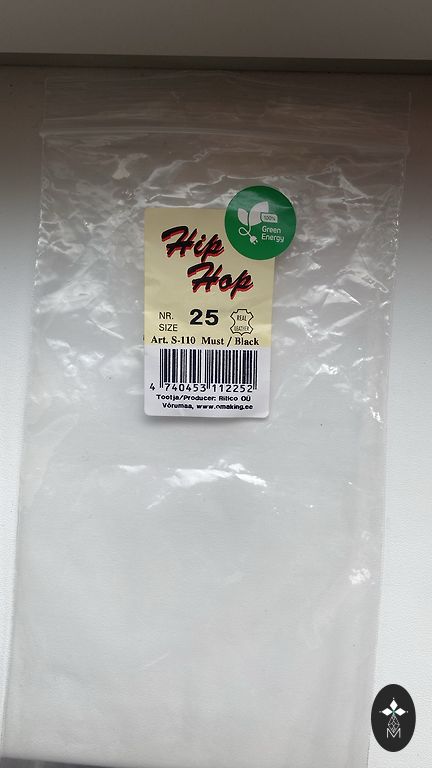 100%
Green
Energy
Hip
Hop
NR.
SIZE
25
REAL
LEATHER
Art. S-110 Must / Black
4 740453 112252
Tootja/Producer: Rilico OÜ
Võrumaa, www.omaking.ee
M